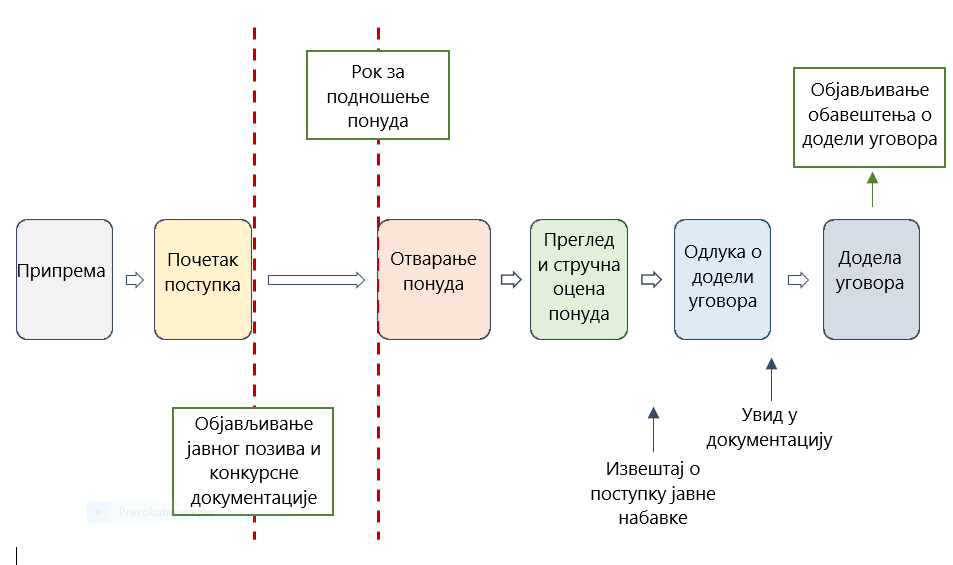 Рок за
подношење
понуда
Објављивање
обавештења о
додели уговора
Припрема
Почетак
поступка
Отварање
понуда
Преглед
и стручна
оцена
понуда
Одлука о
додели
уговора
Додела
уговора
Објављивање
јавног позива и
конкурсне
документације
Увид у
документацију
Извештај о
поступку јавне
набавке